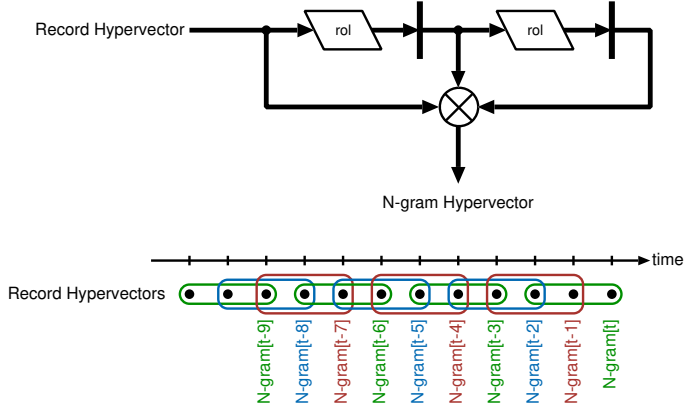 Record Hypervector
rol
rol
N-gram Hypervector
time
Record Hypervectors
N-gram[t-9]
N-gram[t-8]
N-gram[t-7]
N-gram[t-6]
N-gram[t-5]
N-gram[t-4]
N-gram[t-3]
N-gram[t-2]
N-gram[t-1]
N-gram[t]